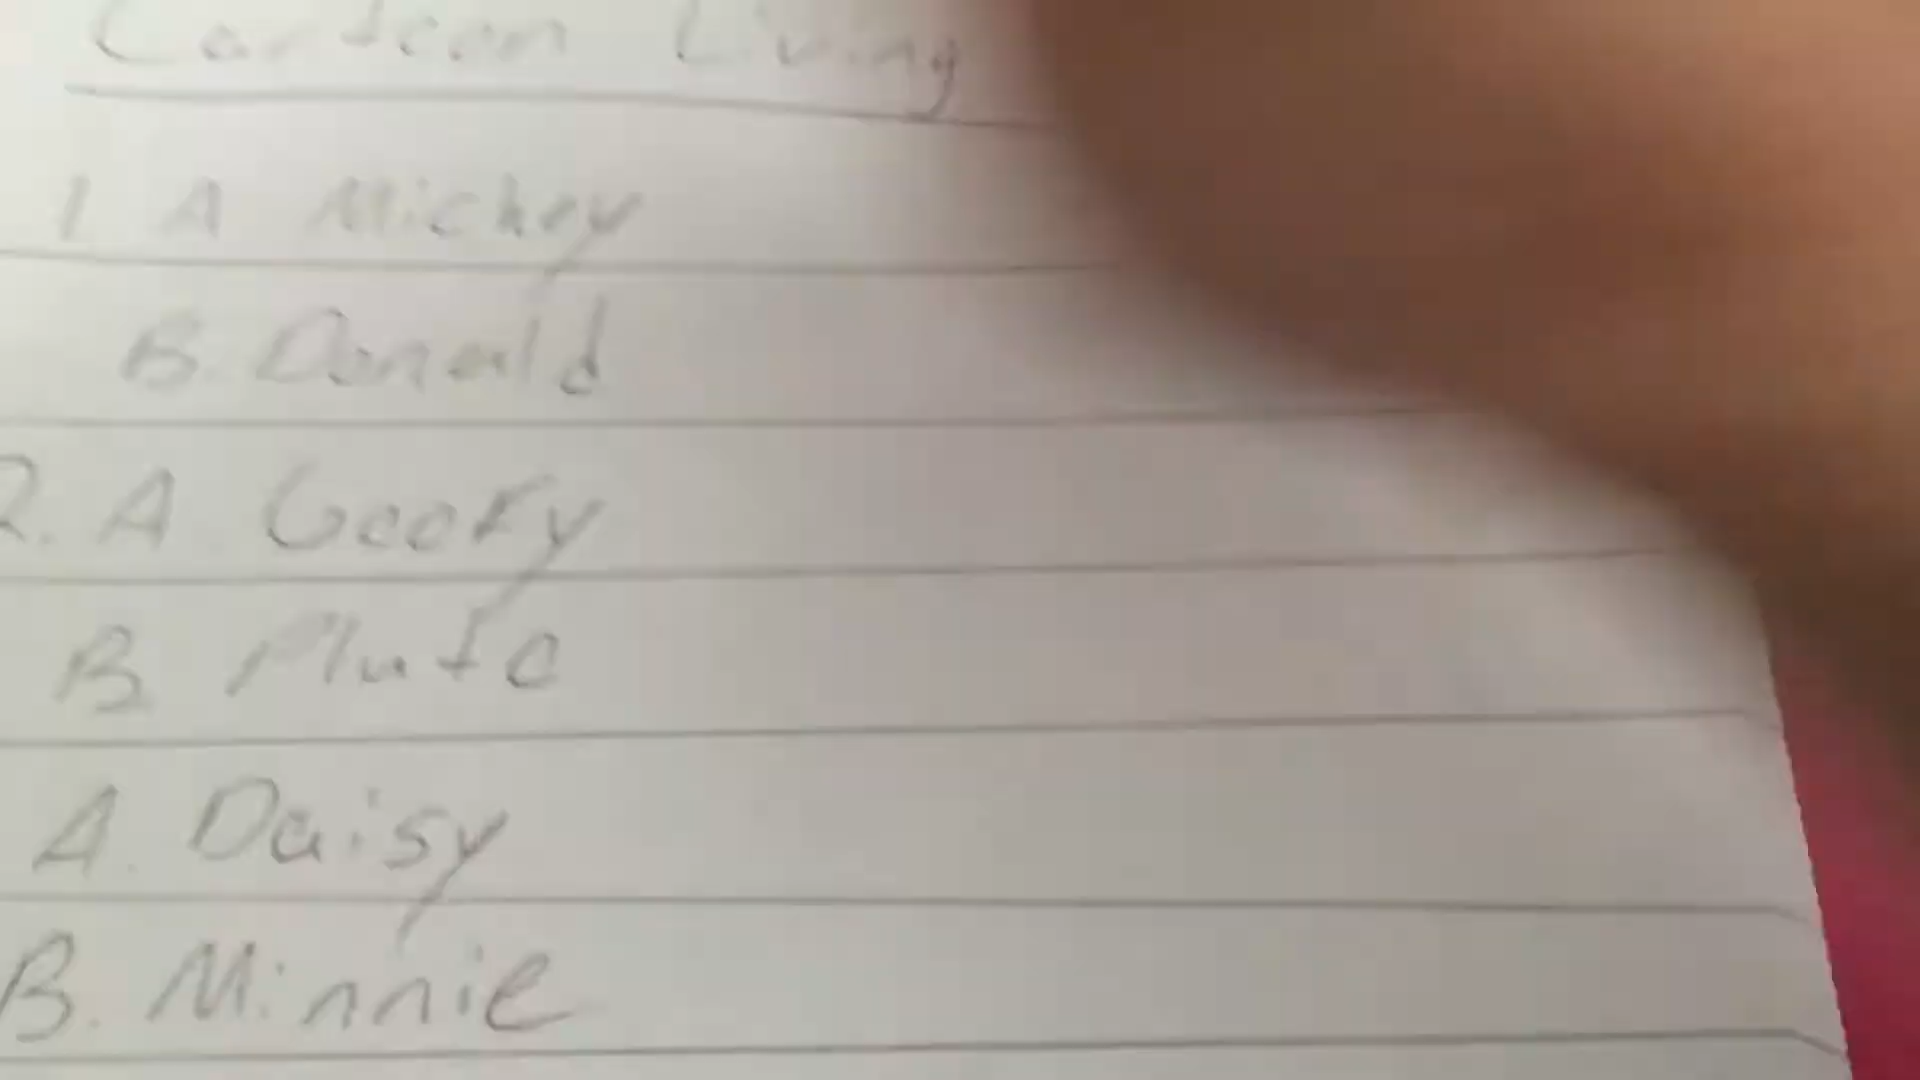 Cartoon Living
1 A Mickey
B. Donald
2. A Goofy
B Pluto
A. Daisy
B. Minnie